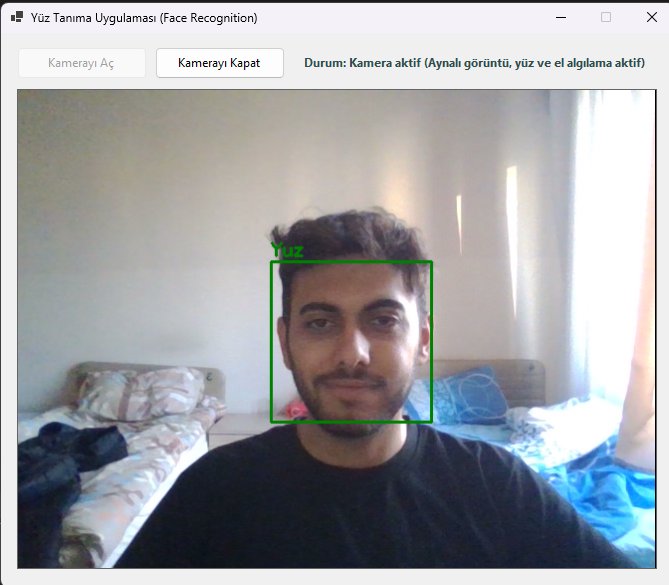 Yüz Tanıma Uygulaması (Face Recognition)
Kamerayı Aç
Kamerayı Kapat
Durum: Kamera aktif (Aynalı görüntü, yüz ve el algılama aktif)
Yuz